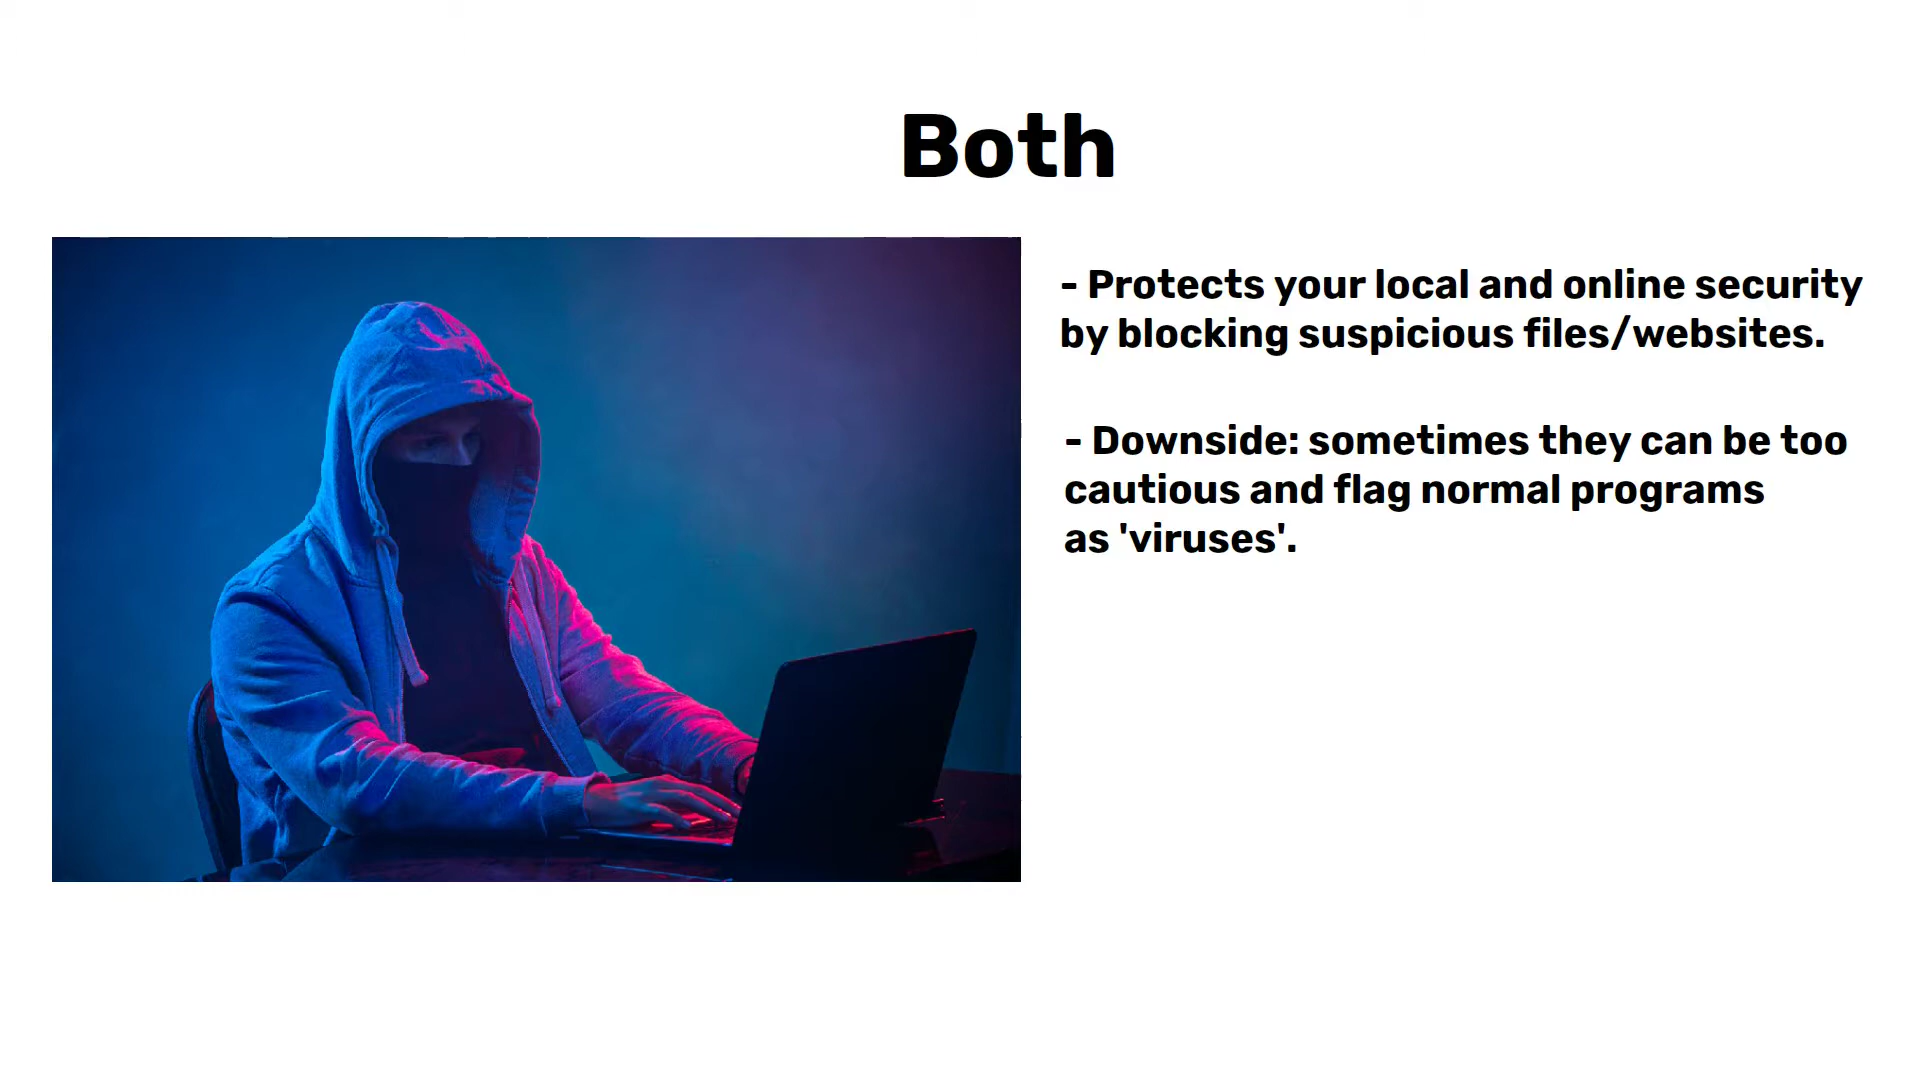 Both
- Protects your local and online security
by blocking suspicious files/websites.
- Downside: sometimes they can be too
cautious and flag normal programs
as 'viruses'.